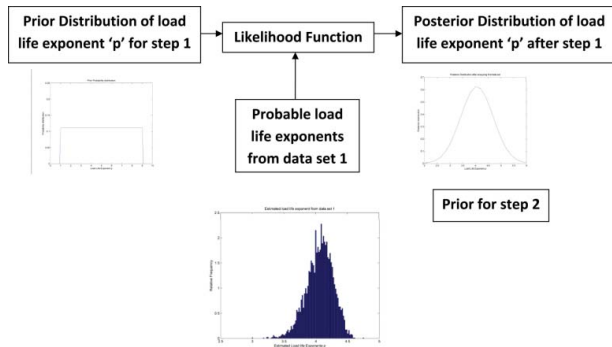 Prior Distribution of load
life exponent ‘p’ for step 1
Likelihood Function
Posterior Distribution of load
life exponent ‘p’ after step 1
Probable load
life exponents
from data set 1
Prior for step 2
Estimated load life exponent from data set 1
Relative Frequency
Estimated Load life Exponents